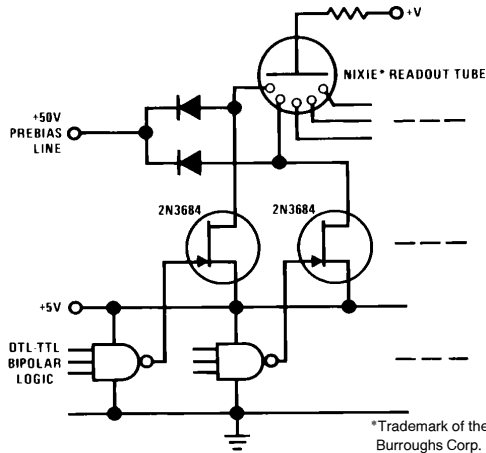 +V
NIXIE* READOUT TUBE
+50V
PREBIAS
LINE
2N3684
2N3684
+5V
DTL-TTL
BIPOLAR
LOGIC
*Trademark of the
Burroughs Corp.